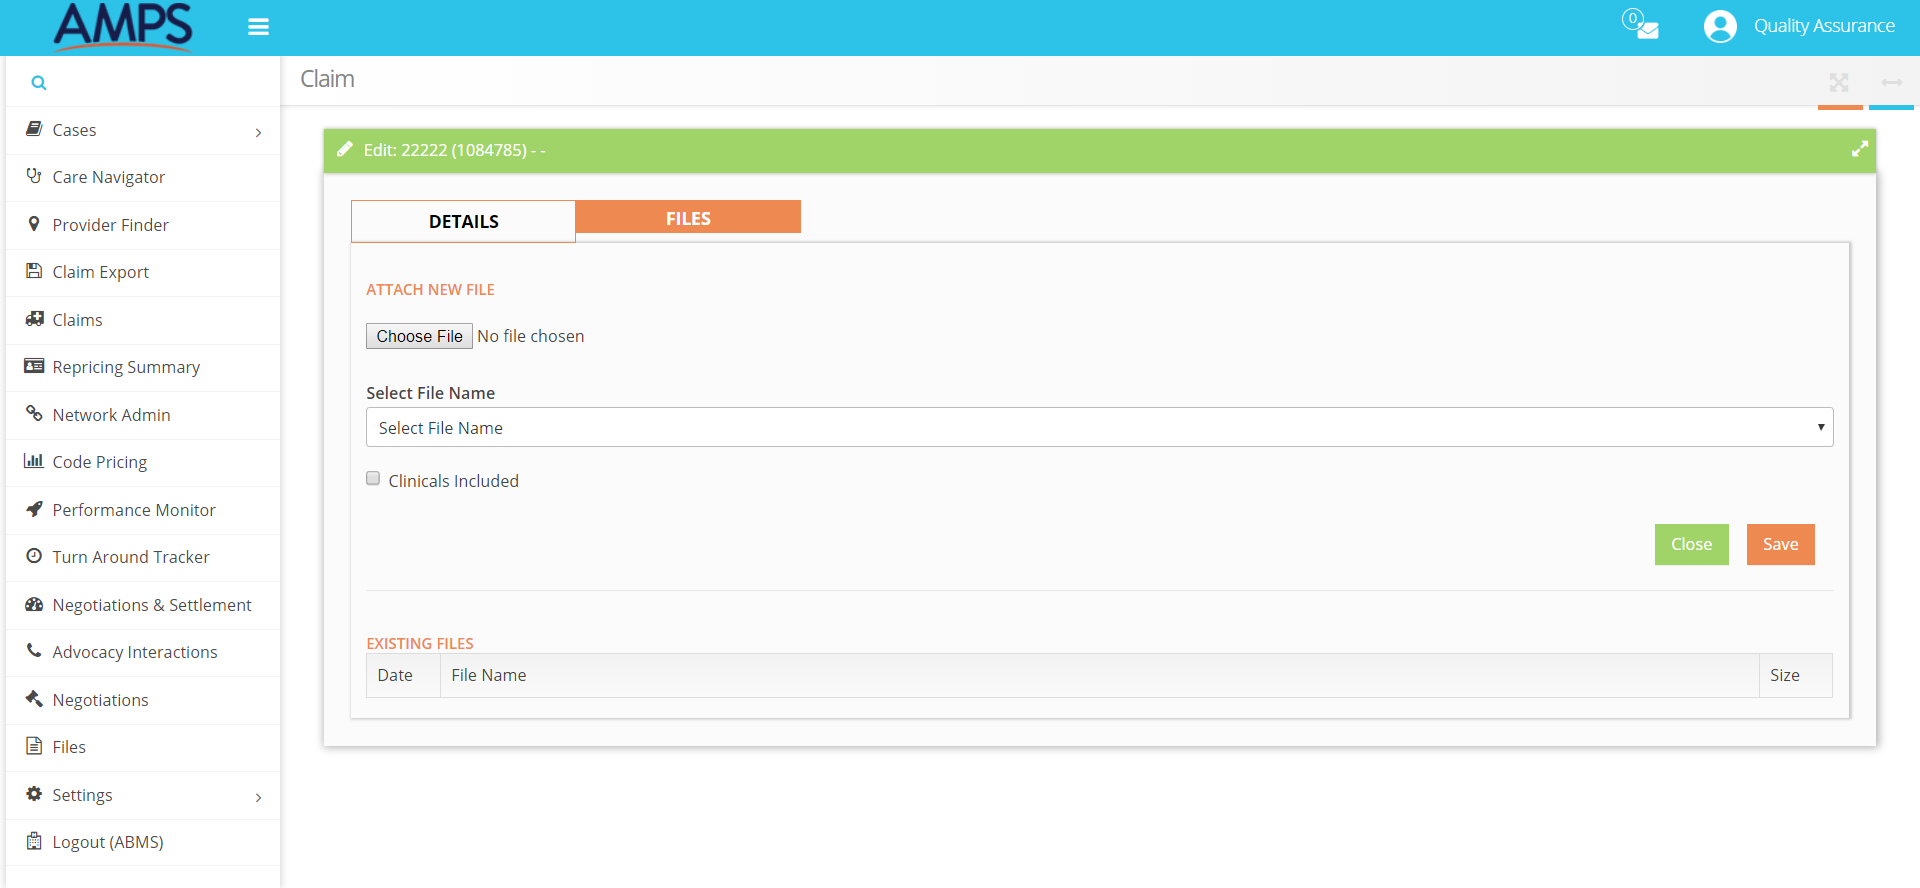 AMPS
0
Quality Assurance
Claim
Cases
Care Navigator
Provider Finder
Claim Export
Claims
Repricing Summary
Network Admin
Code Pricing
Performance Monitor
Turn Around Tracker
Negotiations & Settlement
Advocacy Interactions
Negotiations
Files
Settings
Logout (ABMS)
Edit: 22222 (1084785) - -
DETAILS FILES
ATTACH NEW FILE
Choose File No file chosen
Select File Name
Select File Name
Clinicals Included
Close Save
EXISTING FILES
Date File Name Size